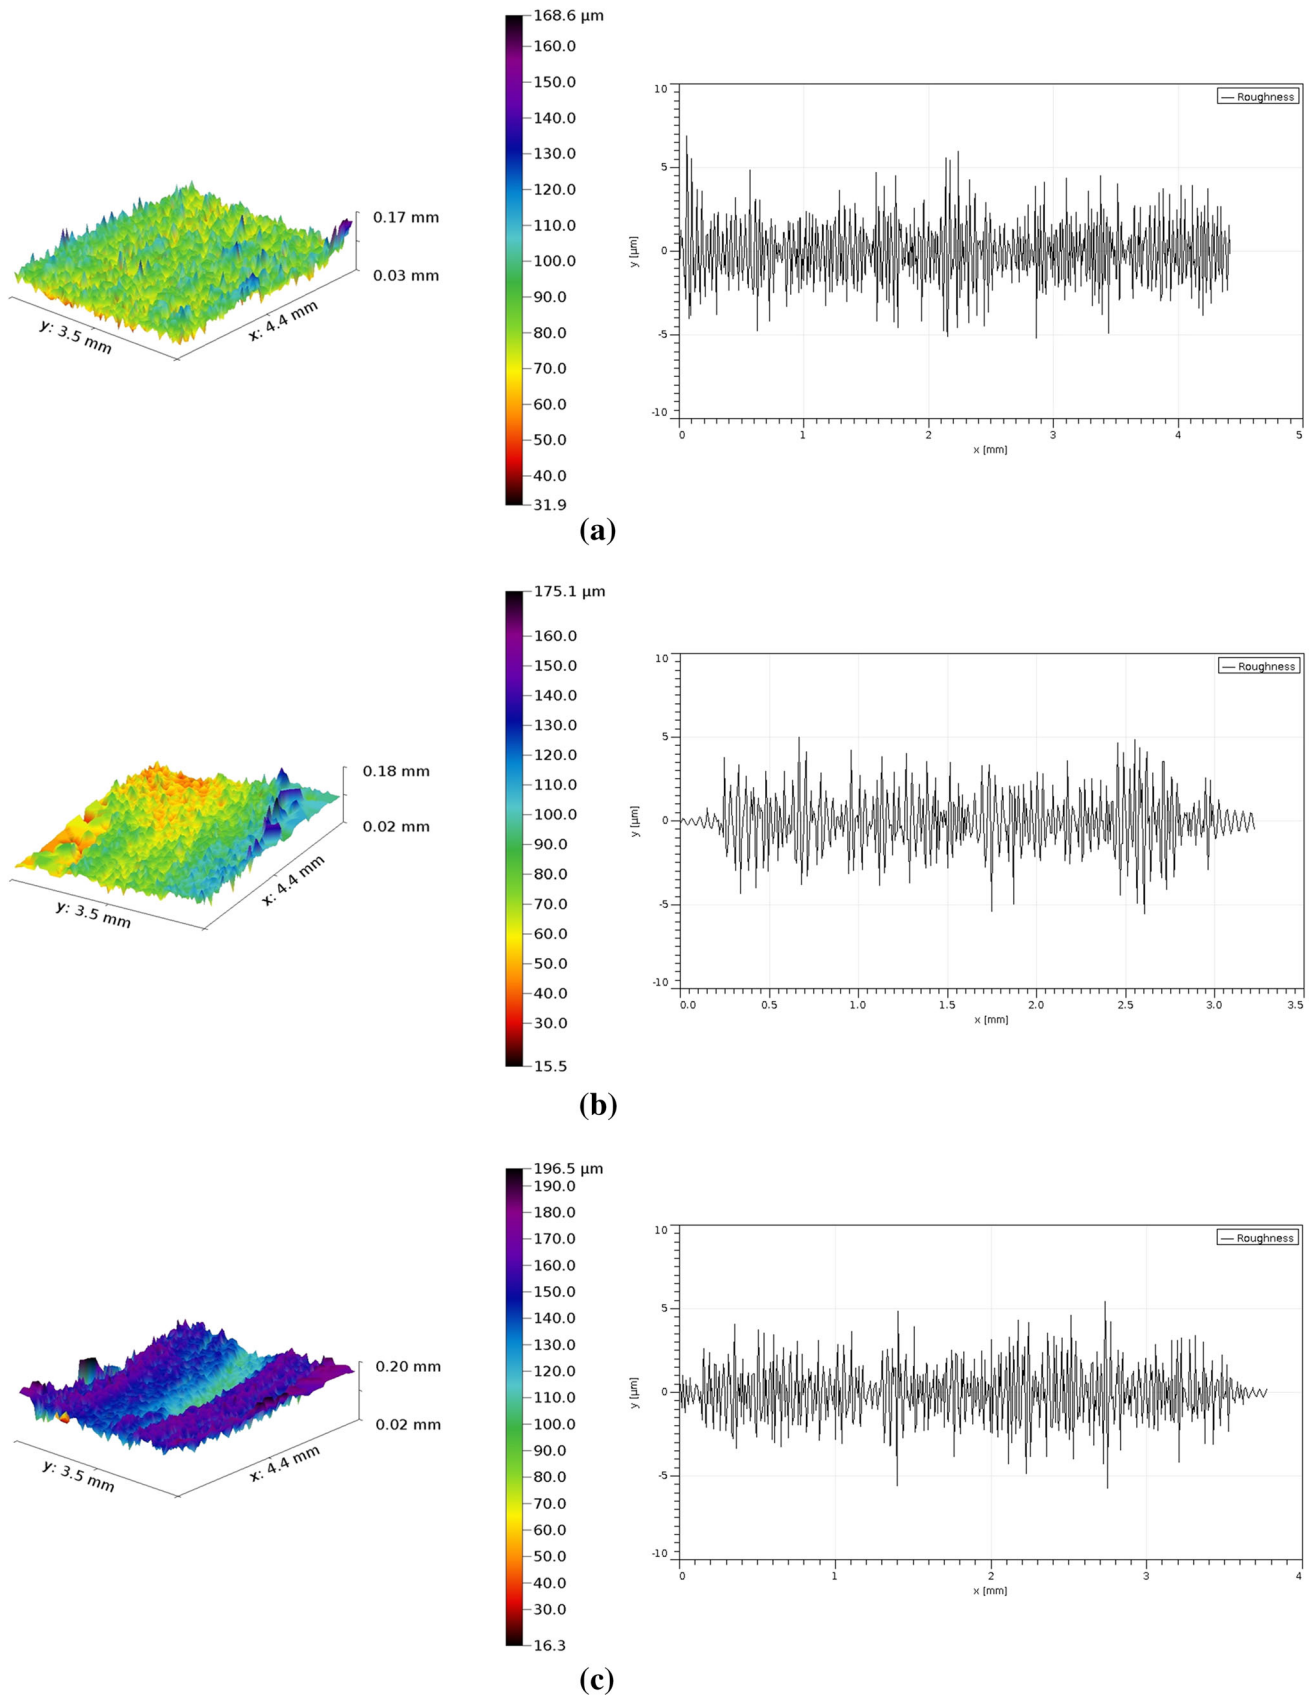 168.6 µm
160.0
150.0
140.0
130.0
120.0
110.0
100.0
90.0
80.0
70.0
60.0
50.0
40.0
31.9
0.17 mm
0.03 mm
y: 3.5 mm
x: 4.4 mm
Roughness
10
5
0
-5
-10
y [µm]
0 1 2 3 4 5
x [mm]
(a)
175.1 µm
160.0
150.0
140.0
130.0
120.0
110.0
100.0
90.0
80.0
70.0
60.0
50.0
40.0
30.0
15.5
0.18 mm
0.02 mm
y: 3.5 mm
x: 4.4 mm
Roughness
10
5
0
-5
-10
y [µm]
0.0 0.5 1.0 1.5 2.0 2.5 3.0 3.5
x [mm]
(b)
196.5 µm
190.0
180.0
170.0
160.0
150.0
140.0
130.0
120.0
110.0
100.0
90.0
80.0
70.0
60.0
50.0
40.0
30.0
16.3
0.20 mm
0.02 mm
y: 3.5 mm
x: 4.4 mm
Roughness
10
5
0
-5
-10
y [µm]
0 1 2 3 4
x [mm]
(c)